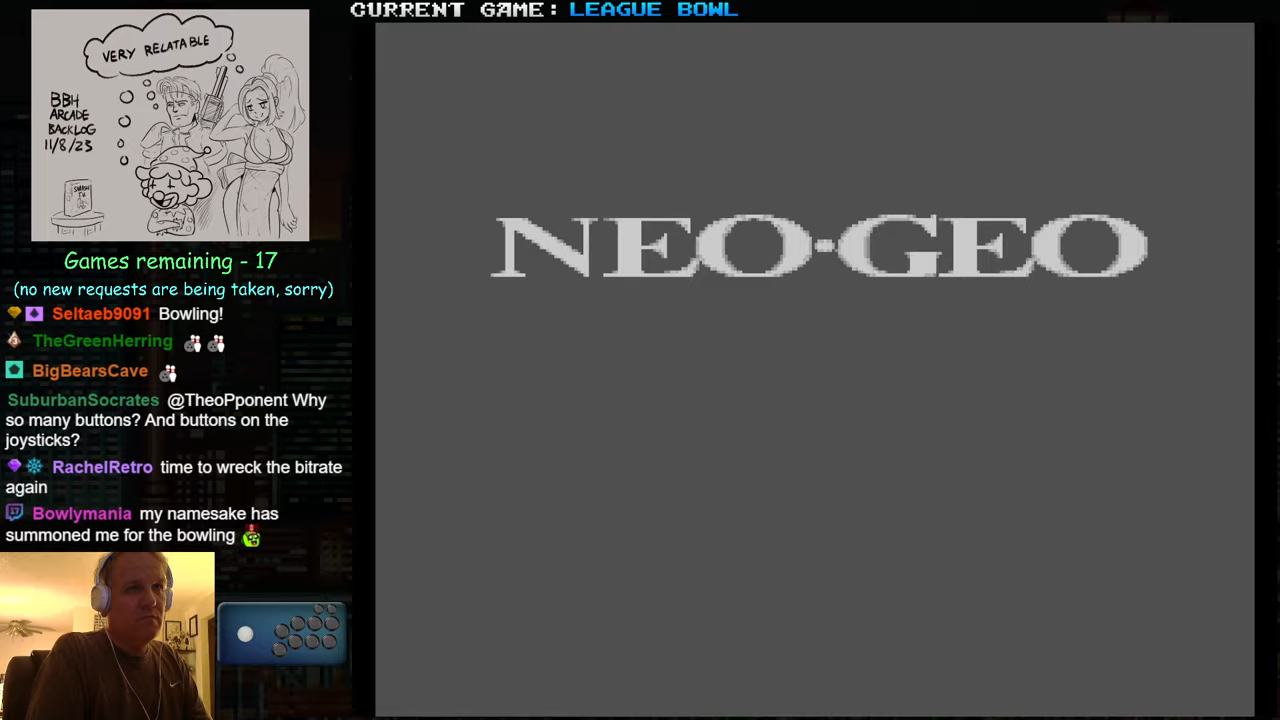 CURRENT GAME: LEAGUE BOWL
VERY RELATABLE
BBH
ARCADE
BACKLOG
11/8/23
SMASH
TV
NEO·GEO
Games remaining - 17
(no new requests are being taken, sorry)
Seltaeb9091 Bowling!
TheGreenHerring
BigBearsCave
SuburbanSocrates @TheoPponent Why
so many buttons? And buttons on the
joysticks?
RachelRetro time to wreck the bitrate
again
Bowlymania my namesake has
summoned me for the bowling